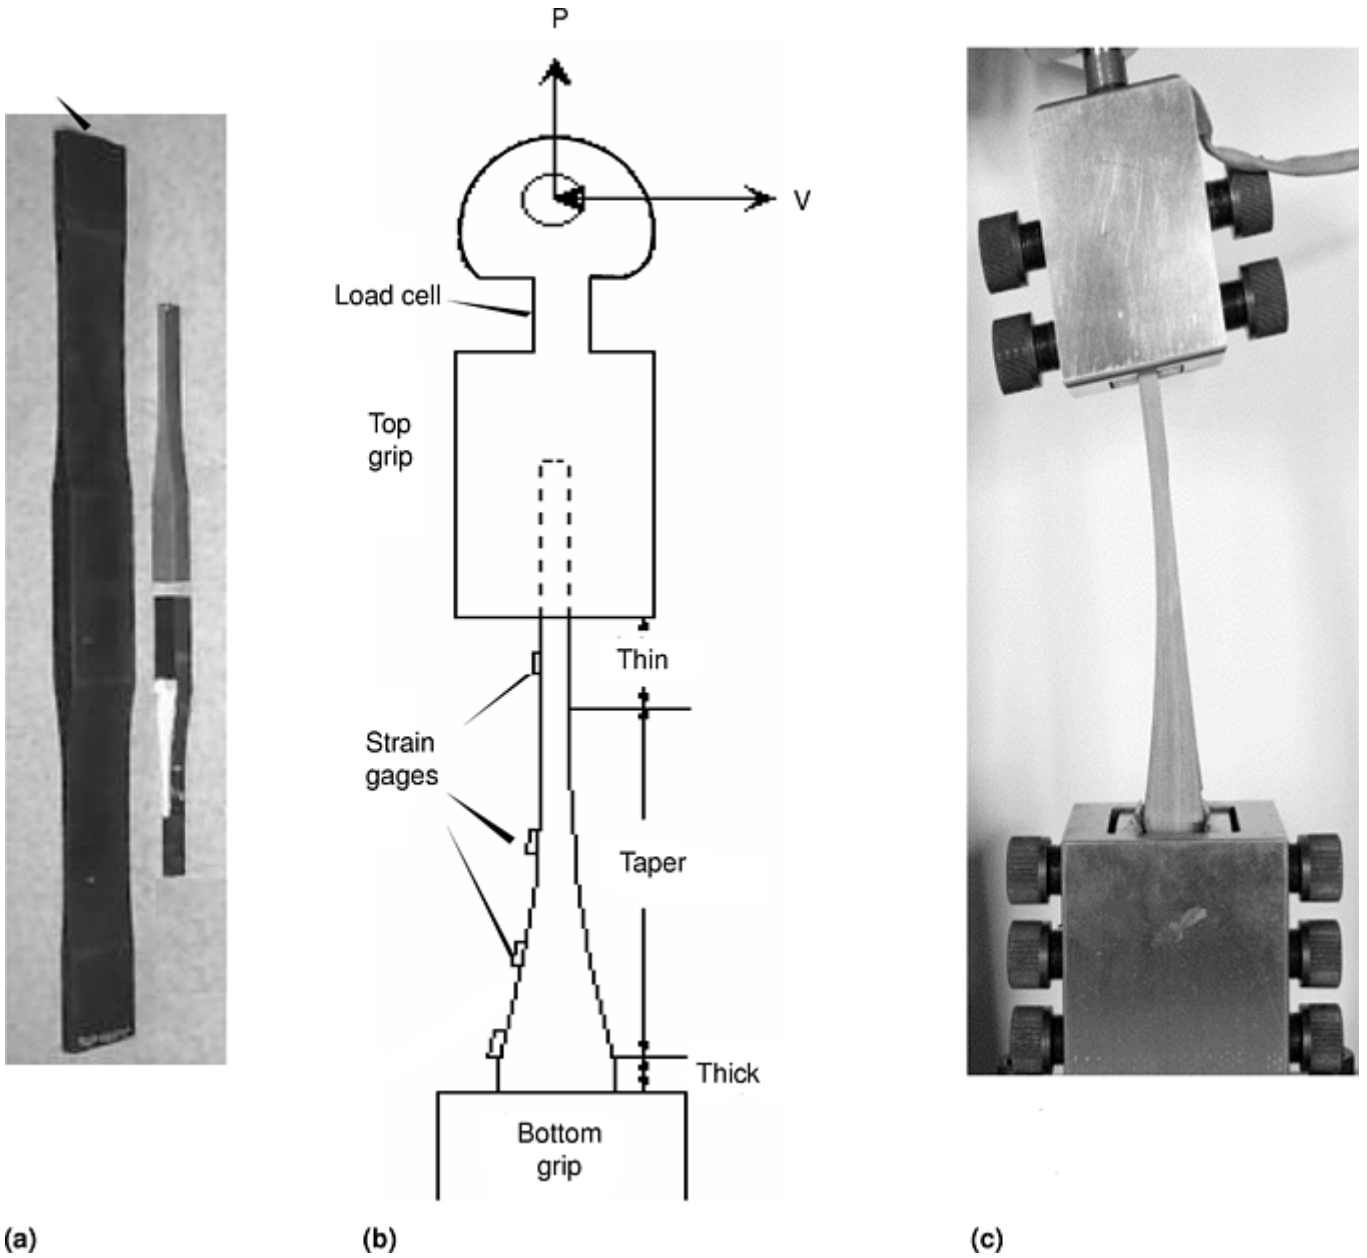 P
V
Load cell
Top
grip
Thin
Strain
gages
Taper
Thick
Bottom
grip
(a)
(b)
(c)